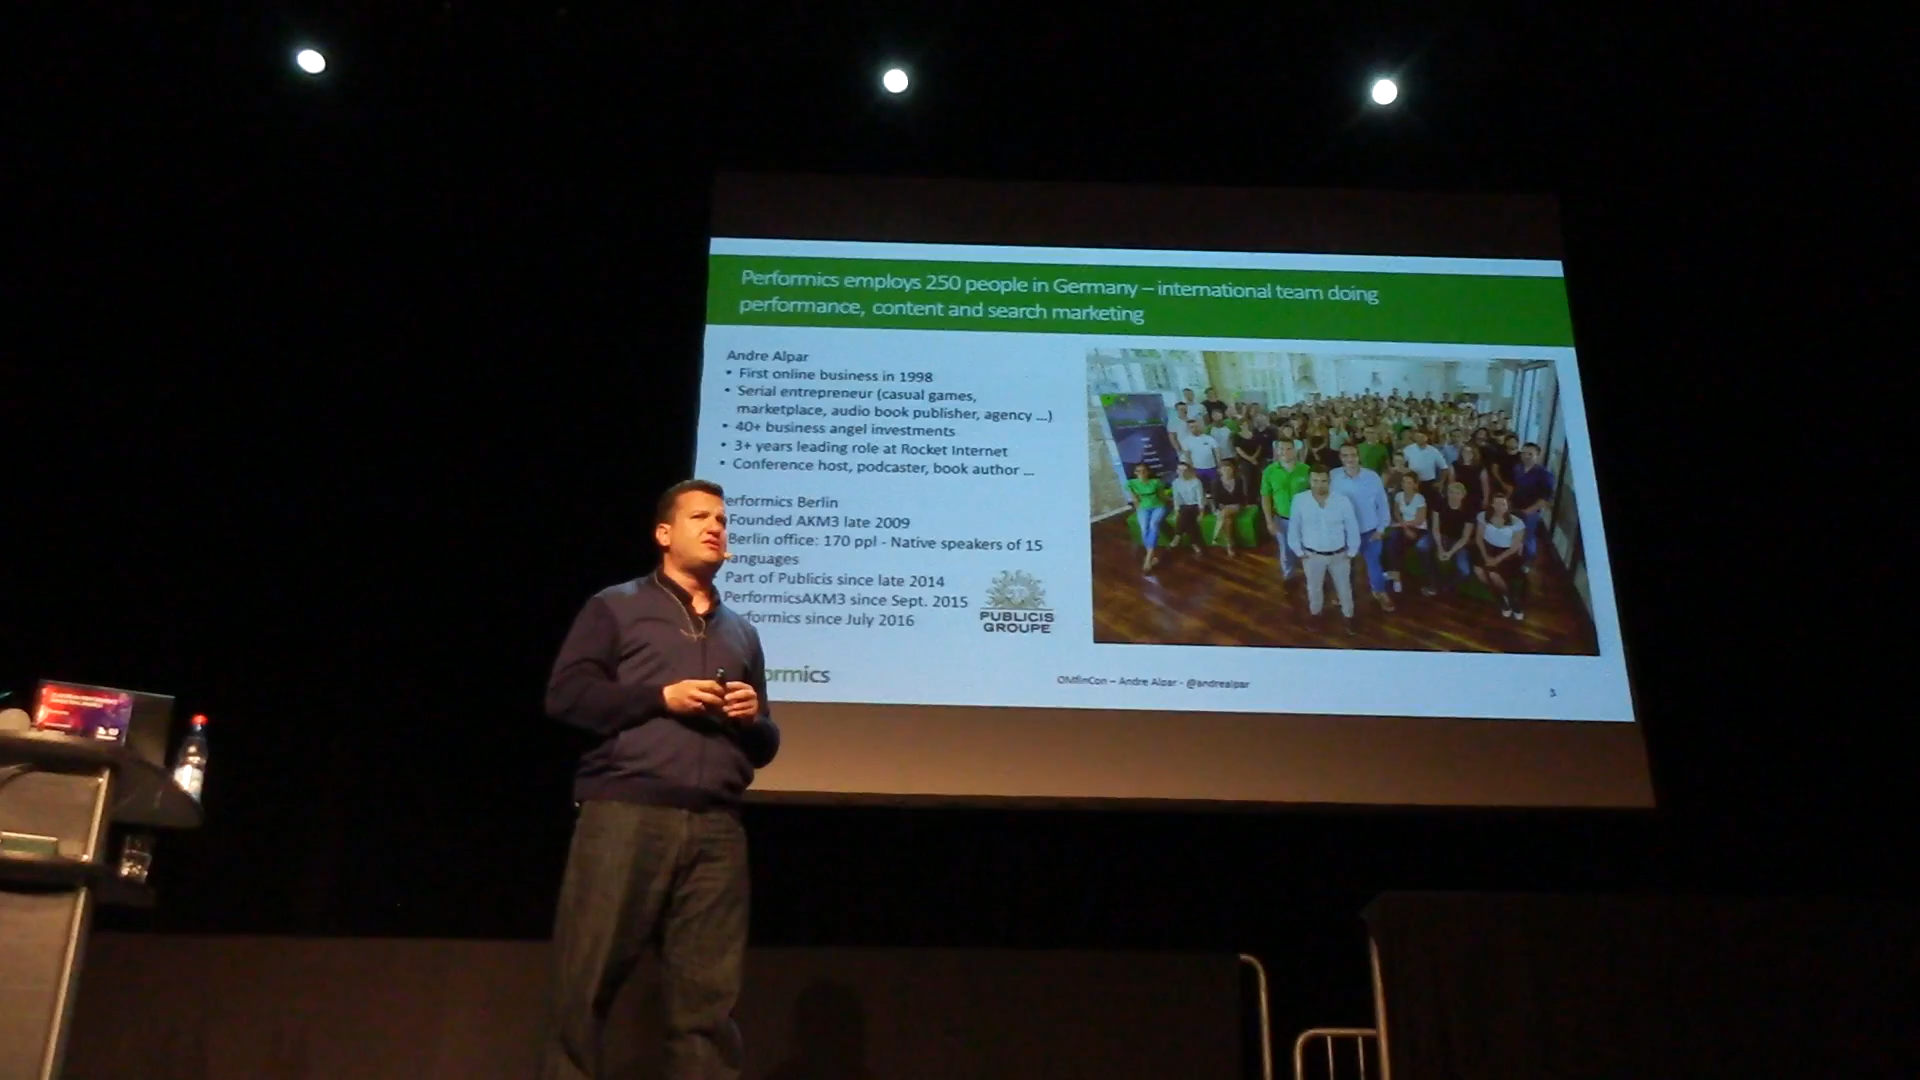 Performics employs 250 people in Germany – international team doing
performance, content and search marketing
Andre Alpar
• First online business in 1998
• Serial entrepreneur (casual games,
marketplace, audio book publisher, agency ...)
• 40+ business angel investments
• 3+ years leading role at Rocket Internet
• Conference host, podcaster, book author ...
erformics Berlin
Founded AKM3 late 2009
Berlin office: 170 ppl - Native speakers of 15
languages
Part of Publicis since late 2014
PerformicsAKM3 since Sept. 2015
formics since July 2016
PUBLICIS
GROUPE
ormics
OMfinCon – Andre Alpar - @andrealpar
3